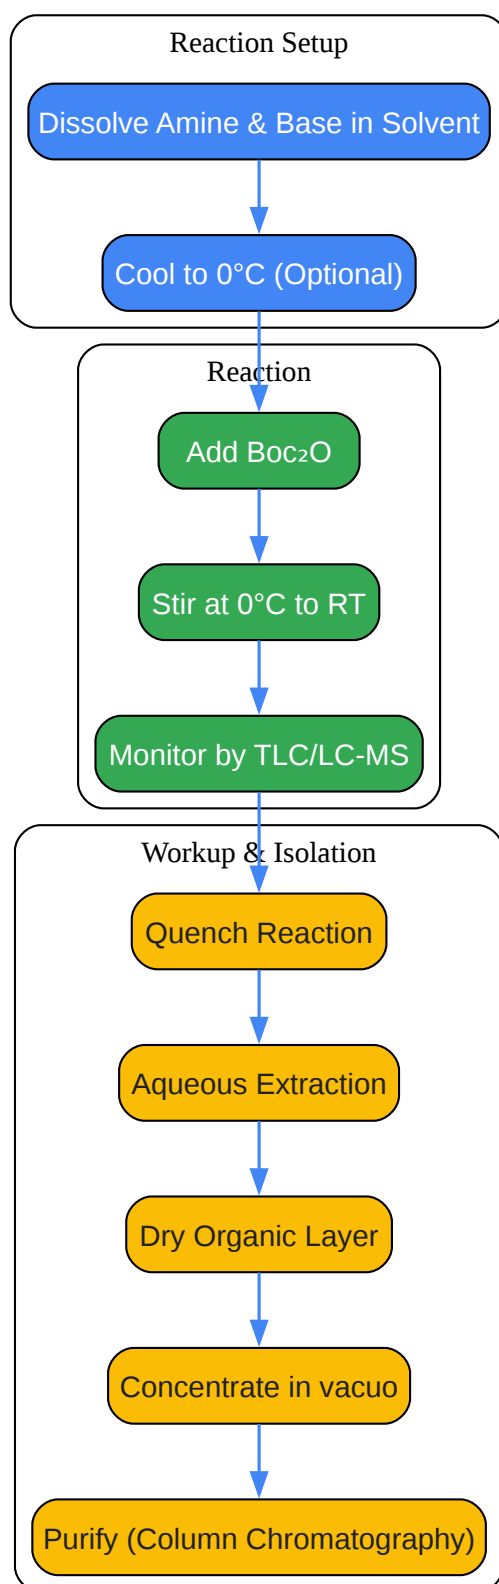 Reaction Setup
Dissolve Amine & Base in Solvent
Cool to 0°C (Optional)
Reaction
Add Boc₂O
Stir at 0°C to RT
Monitor by TLC/LC-MS
Workup & Isolation
Quench Reaction
Aqueous Extraction
Dry Organic Layer
Concentrate in vacuo
Purify (Column Chromatography)